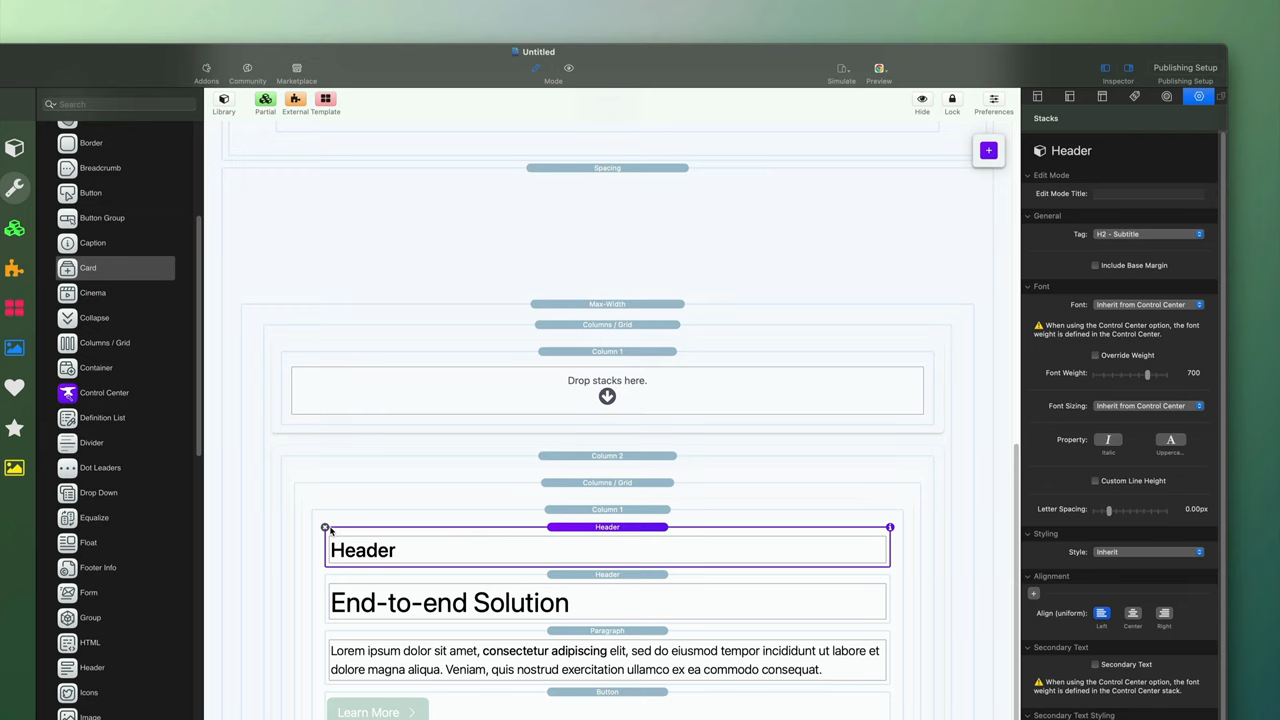 Untitled
Addons
Community
Marketplace
Mode
Simulate
Preview
Inspector
Publishing Setup
Publishing Setup
Search
Library
Partial
External
Template
Hide
Lock
Preferences
Border
Breadcrumb
Button
Button Group
Caption
Card
Cinema
Collapse
Columns / Grid
Container
Control Center
Definition List
Divider
Dot Leaders
Drop Down
Equalize
Float
Footer Info
Form
Group
HTML
Header
Icons
Image
Spacing
Max-Width
Columns / Grid
Column 1
Drop stacks here.
Column 2
Columns / Grid
Column 1
Header
Header
Header
End-to-end Solution
Paragraph
Lorem ipsum dolor sit amet, consectetur adipiscing elit, sed do eiusmod tempor incididunt ut labore et
dolore magna aliqua. Veniam, quis nostrud exercitation ullamco ex ea commodo consequat.
Button
Learn More
Stacks
Header
Edit Mode
Edit Mode Title:
General
Tag: H2 - Subtitle
Include Base Margin
Font
Font: Inherit from Control Center
When using the Control Center option, the font
weight is defined in the Control Center.
Override Weight
Font Weight: 700
Font Sizing: Inherit from Control Center
Property: I A
Italic Upperca...
Custom Line Height
Letter Spacing: 0.00px
Styling
Style: Inherit
Alignment
Align (uniform):
Left Center Right
Secondary Text
Secondary Text
When using the Control Center option, the font
weight is defined in the Control Center stack.
Secondary Text Styling